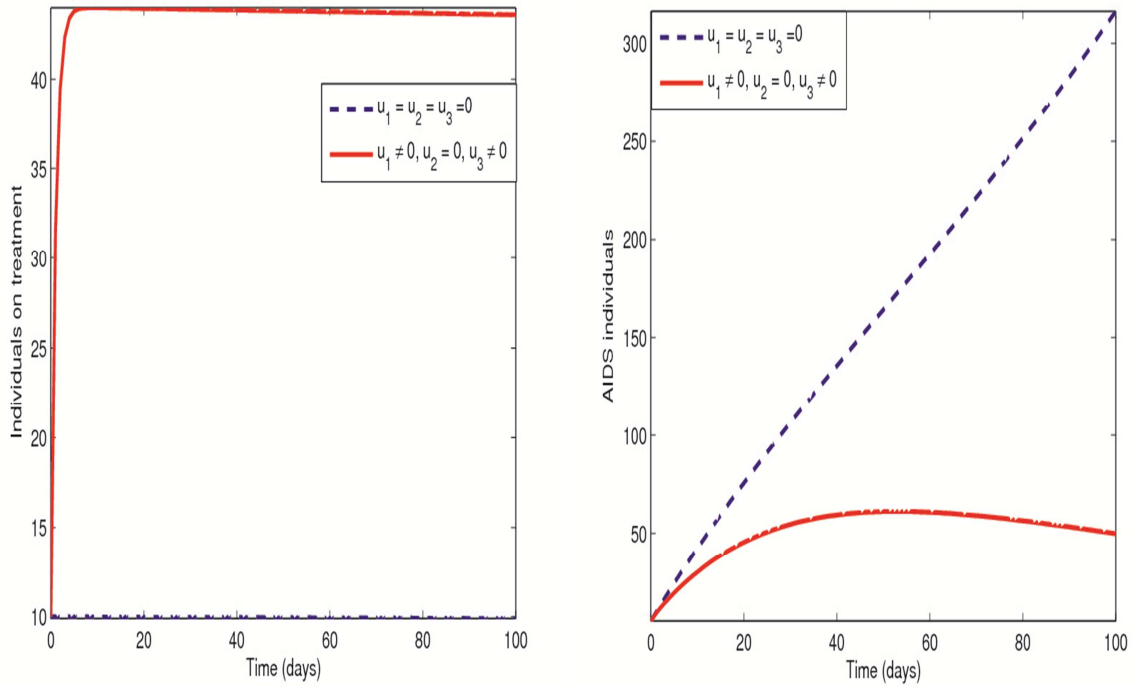 u1 = u2 = u3 =0
u1 ≠ 0, u2 = 0, u3 ≠ 0
Individuals on treatment
40
35
30
25
20
15
10
0 20 40 60 80 100
Time (days)
u1 = u2 = u3 =0
u1 ≠ 0, u2 = 0, u3 ≠ 0
AIDS individuals
300
250
200
150
100
50
0 20 40 60 80 100
Time (days)